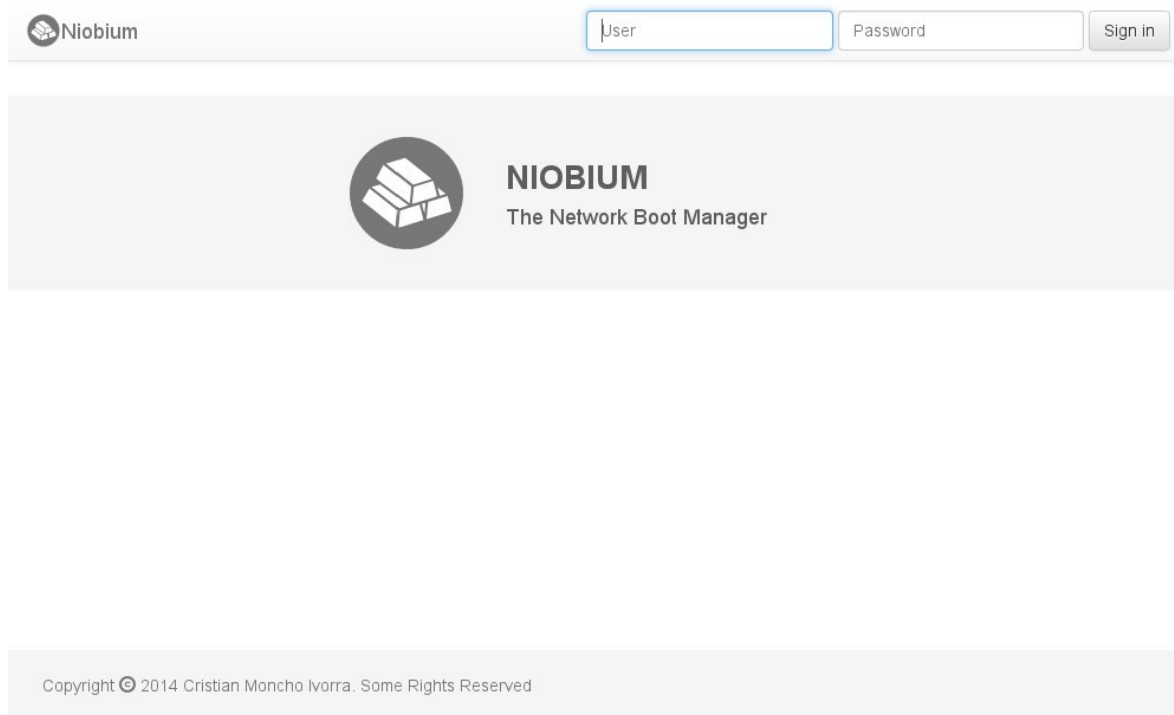 Niobium
User
Password
Sign in
NIOBIUM
The Network Boot Manager
Copyright © 2014 Cristian Moncho Ivorra. Some Rights Reserved